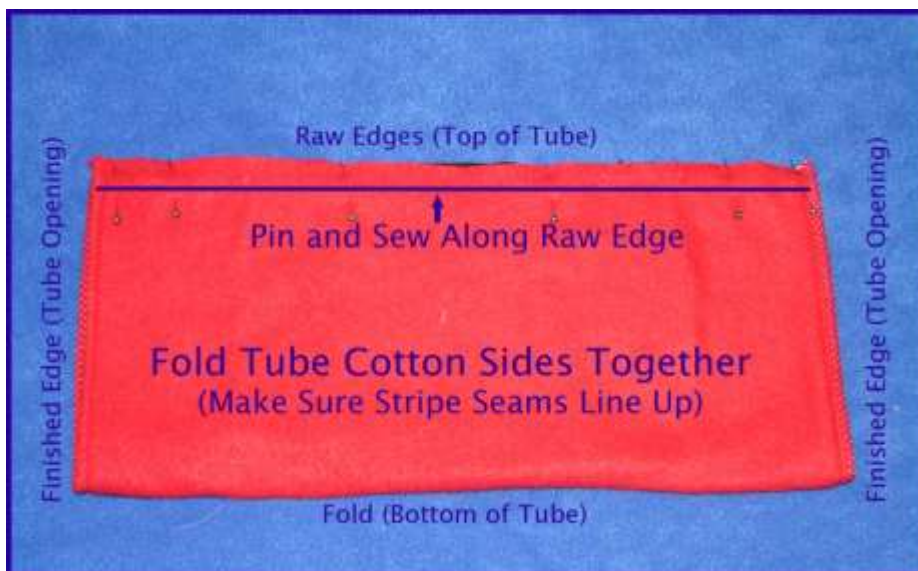 Raw Edges (Top of Tube)
Finished Edge (Tube Opening)
Pin and Sew Along Raw Edge
Fold Tube Cotton Sides Together
(Make Sure Stripe Seams Line Up)
Finished Edge (Tube Opening)
Fold (Bottom of Tube)